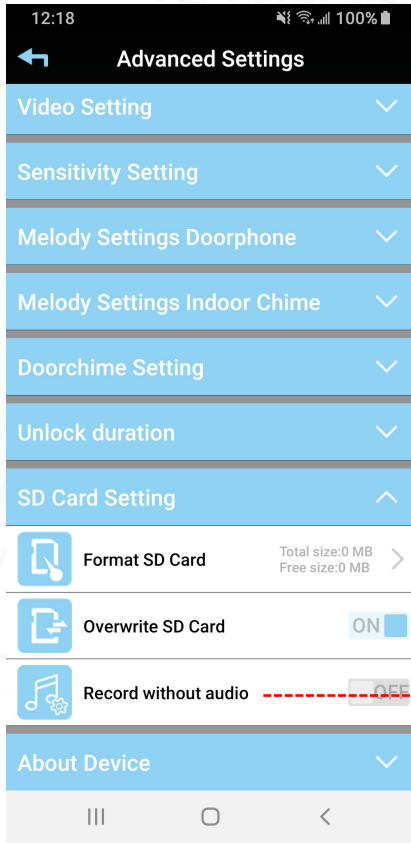 12:18 100%
Advanced Settings
Video Setting
Sensitivity Setting
Melody Settings Doorphone
Melody Settings Indoor Chime
Doorchime Setting
Unlock duration
SD Card Setting
Format SD Card
Total size:0 MB
Free size:0 MB
Overwrite SD Card ON
Record without audio OFF
About Device